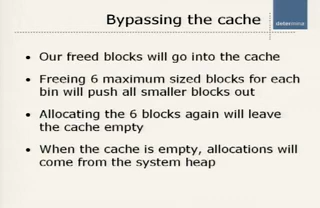 Bypassing the cache
• Our freed blocks will go into the cache
• Freeing 6 maximum sized blocks for each
bin will push all smaller blocks out
• Allocating the 6 blocks again will leave
the cache empty
• When the cache is empty, allocations will
come from the system heap